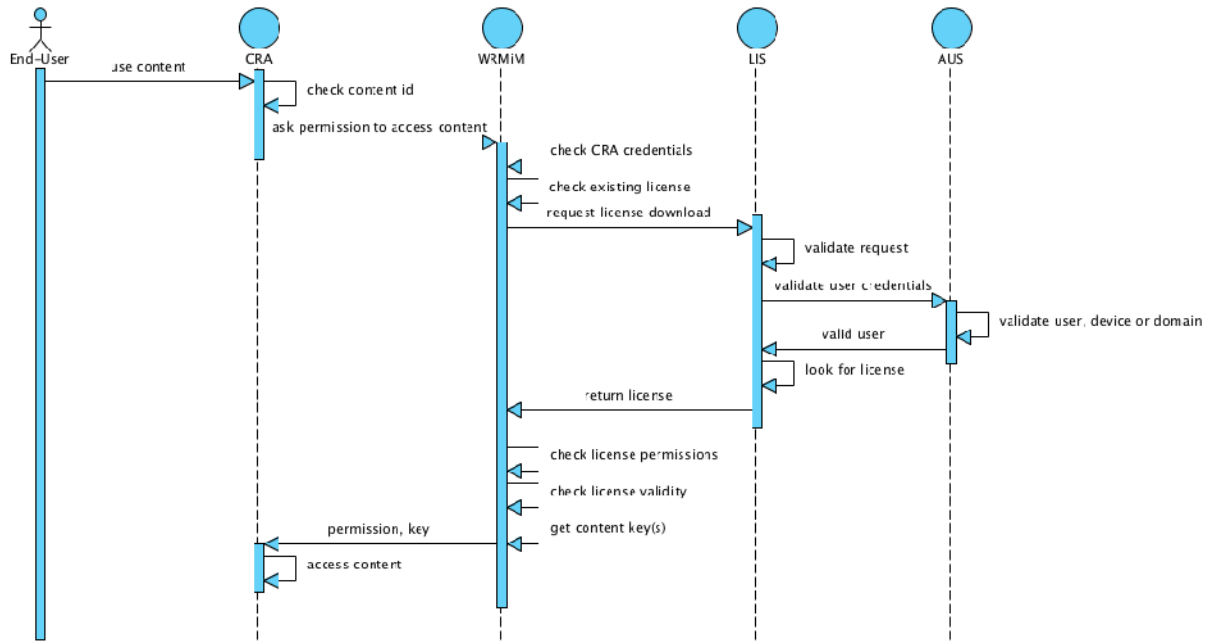 End-User
CRA
WRMiM
LIS
AUS
use content
check content id
ask permission to access content
check CRA credentials
check existing license
request license download
validate request
validate user credentials
validate user, device or domain
valid user
look for license
return license
check license permissions
check license validity
get content key(s)
permission, key
access content